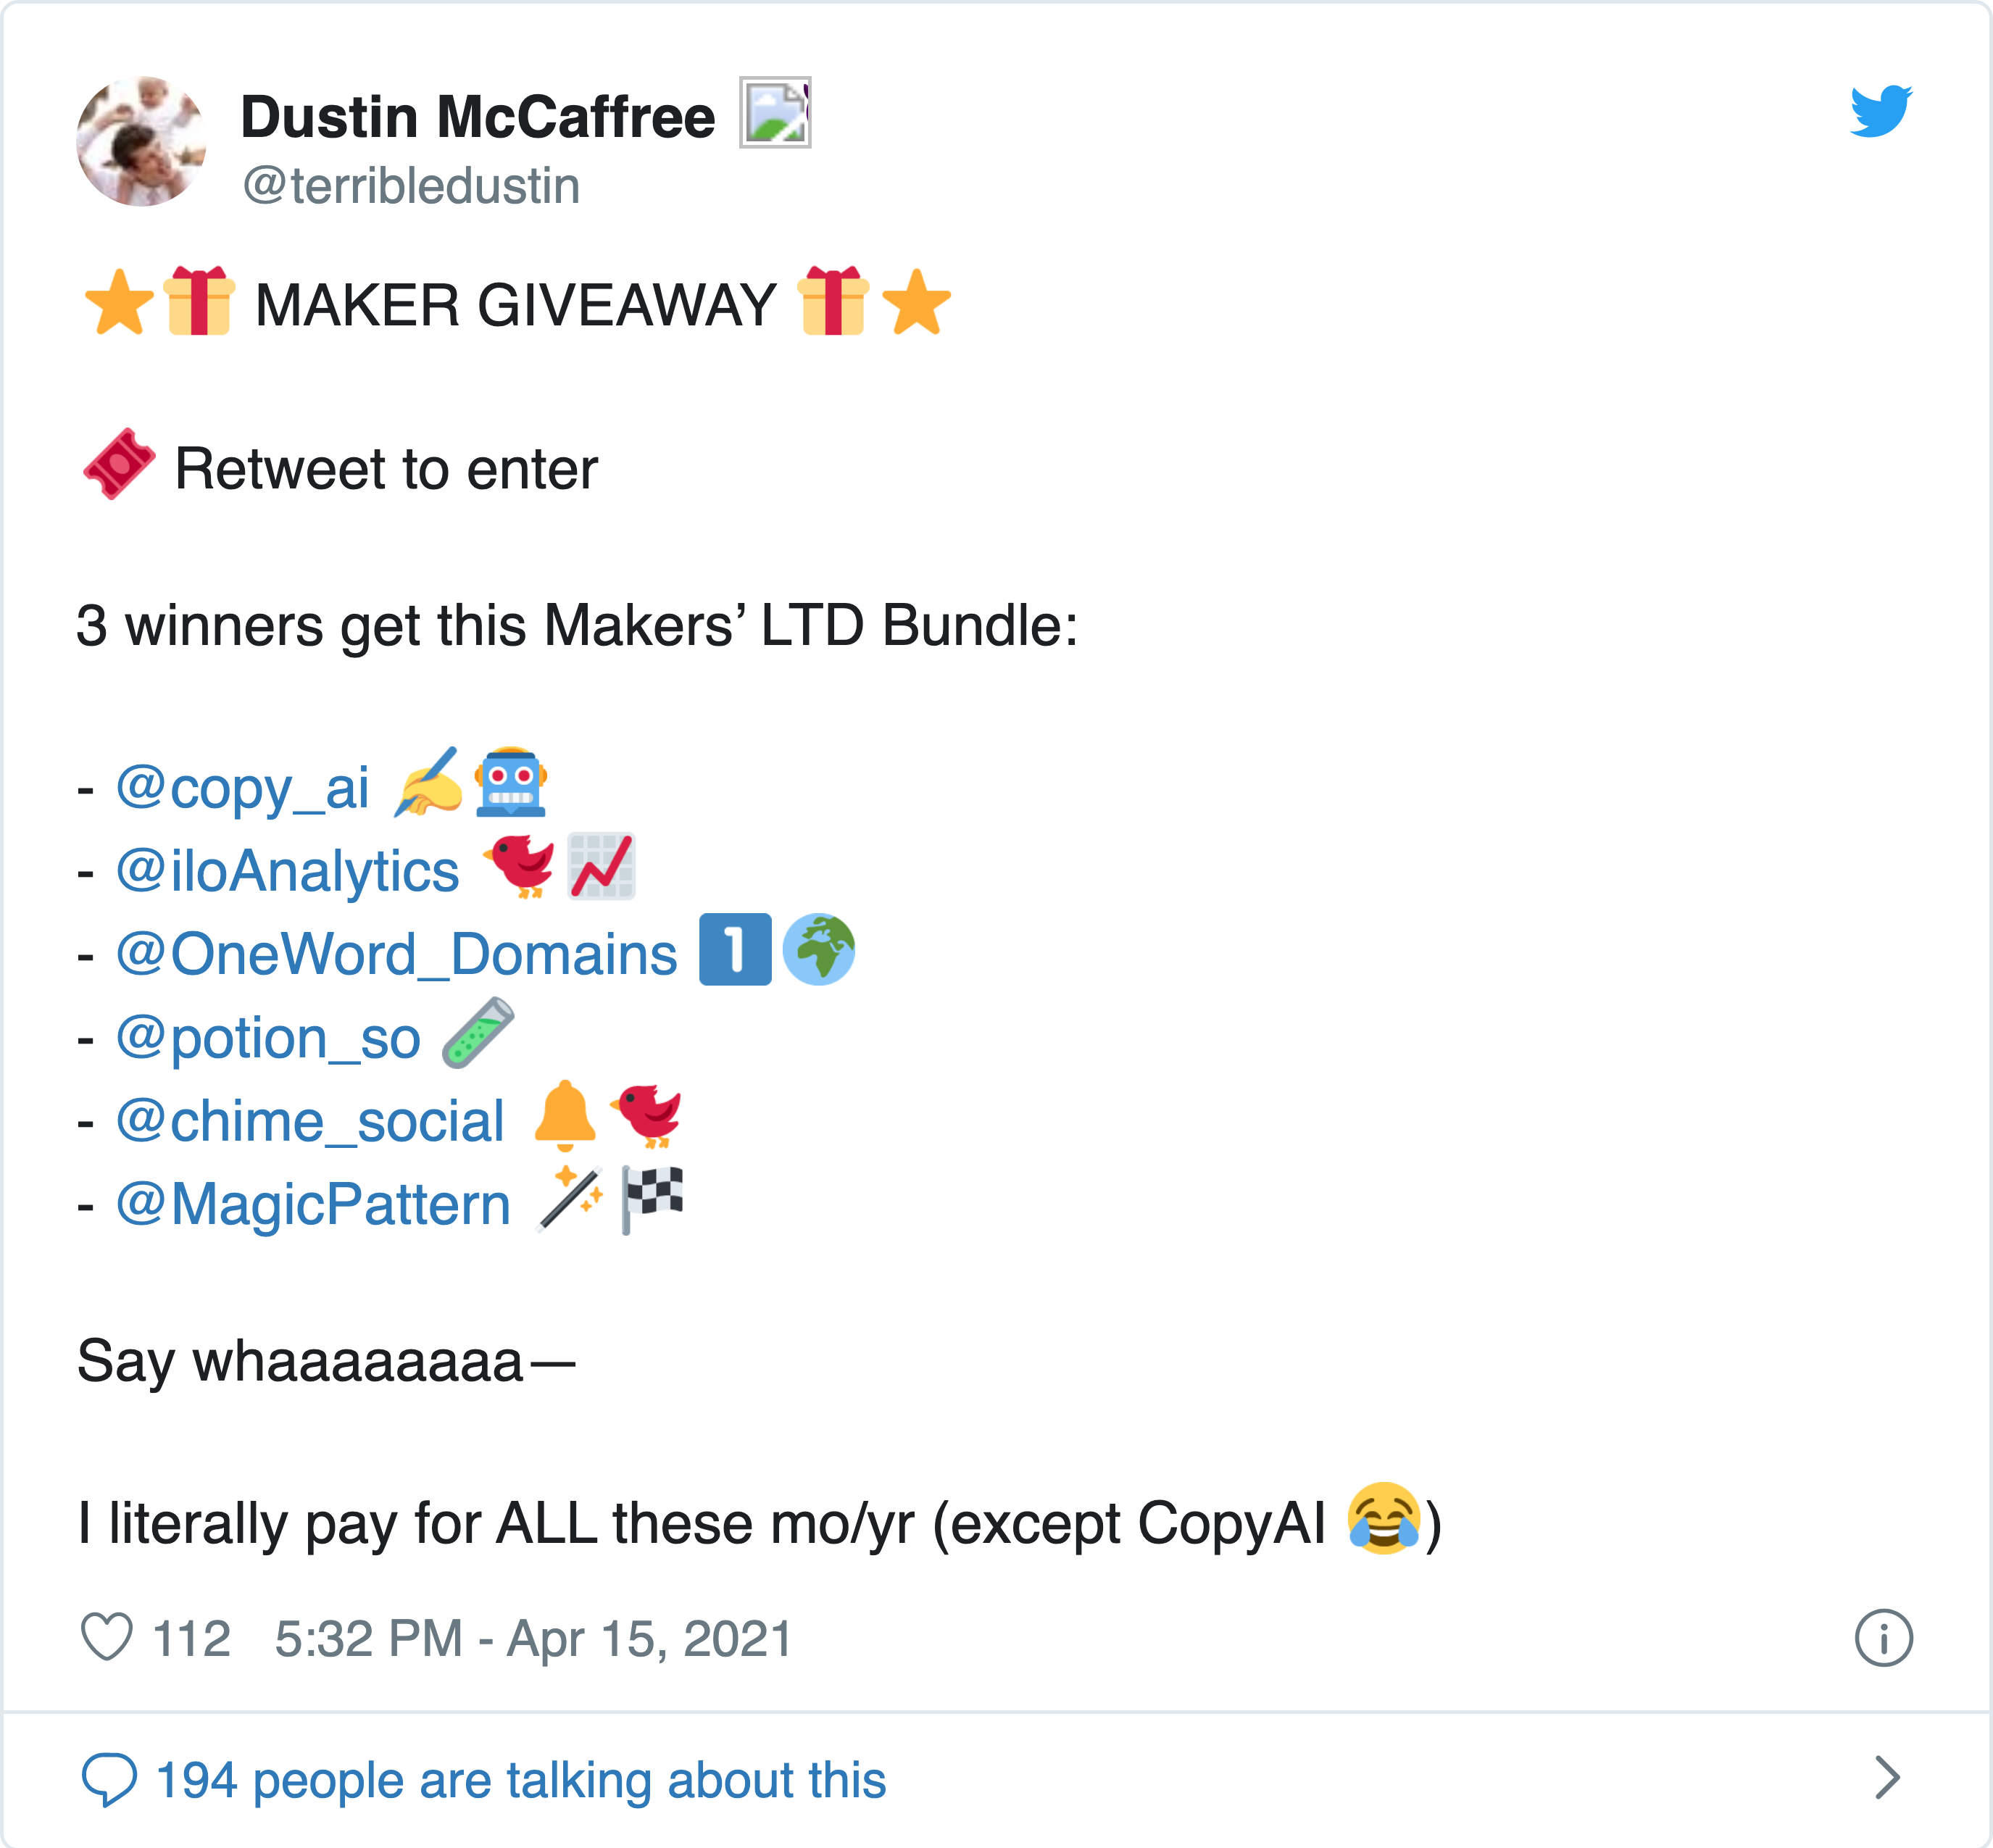 Dustin McCaffree
@terribledustin
⭐🎁 MAKER GIVEAWAY 🎁⭐
🎟 Retweet to enter
3 winners get this Makers’ LTD Bundle:
- @copy_ai ✍️🤖
- @iloAnalytics 🐦📈
- @OneWord_Domains 1️⃣🌍
- @potion_so 🧪
- @chime_social 🔔🐦
- @MagicPattern 🪄🏁
Say whaaaaaaaa—
I literally pay for ALL these mo/yr (except CopyAI 😂)
112 5:32 PM - Apr 15, 2021
194 people are talking about this